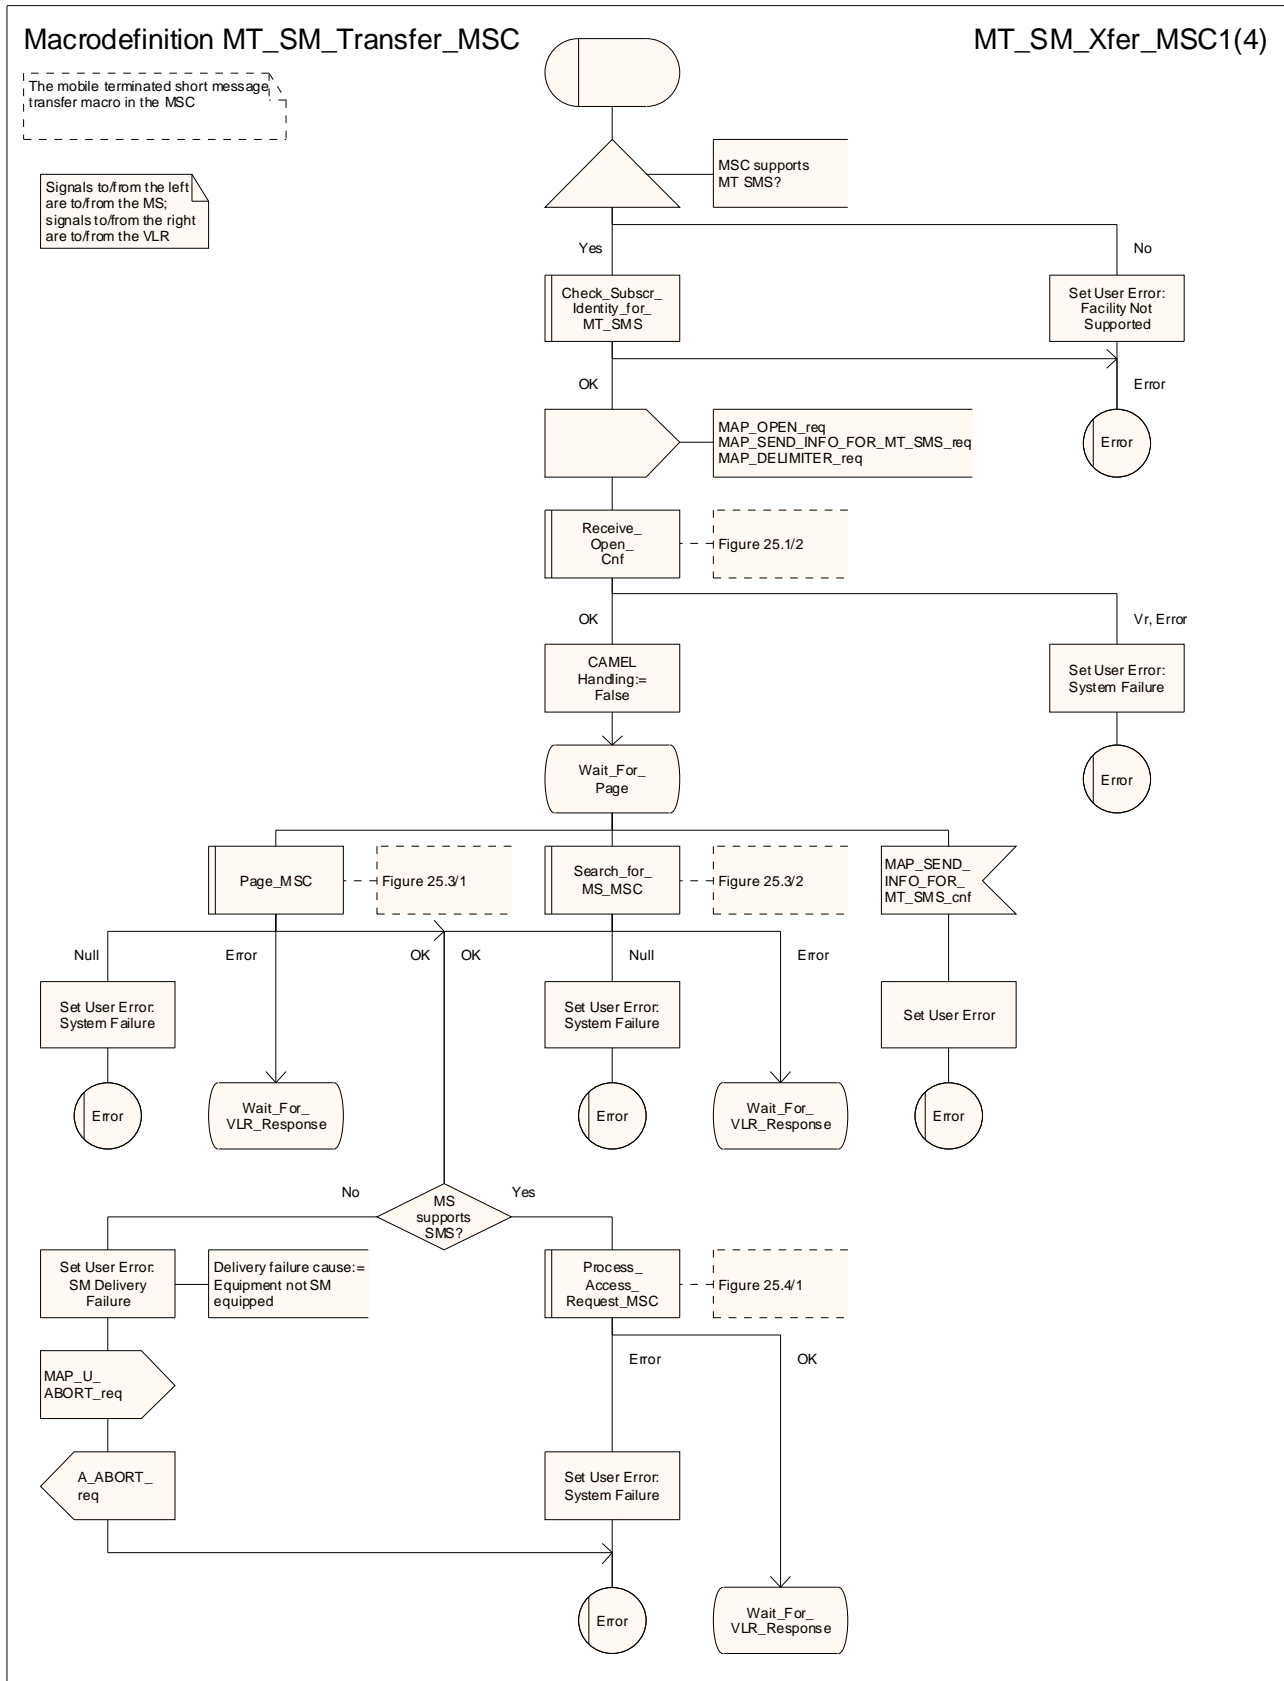 Macrodefinition MT_SM_Transfer_MSC
MT_SM_Xfer_MSC1(4)
The mobile terminated short message
transfer macro in the MSC
Signals to/from the left
are to/from the MS;
signals to/from the right
are to/from the VLR
MSC supports
MT SMS?
Yes
No
Check_Subscr_
Identity_for_
MT_SMS
Set User Error:
Facility Not
Supported
OK
Error
Error
MAP_OPEN_req
MAP_SEND_INFO_FOR_MT_SMS_req
MAP_DELIMITER_req
Receive_
Open_
Cnf
Figure 25.1/2
OK
Vr, Error
CAMEL
Handling:=
False
Set User Error:
System Failure
Wait_For_
Page
Error
Page_MSC
Figure 25.3/1
Search_for_
MS_MSC
Figure 25.3/2
MAP_SEND_
INFO_FOR_
MT_SMS_cnf
Null
Error
OK
OK
Null
Error
Set User Error:
System Failure
Set User Error:
System Failure
Set User Error
Error
Wait_For_
VLR_Response
Error
Wait_For_
VLR_Response
Error
No
MS
supports
SMS?
Yes
Set User Error:
SM Delivery
Failure
Delivery failure cause:=
Equipment not SM
equipped
Process_
Access_
Request_MSC
Figure 25.4/1
Error
OK
MAP_U_
ABORT_req
A_ABORT_
req
Set User Error:
System Failure
Error
Wait_For_
VLR_Response